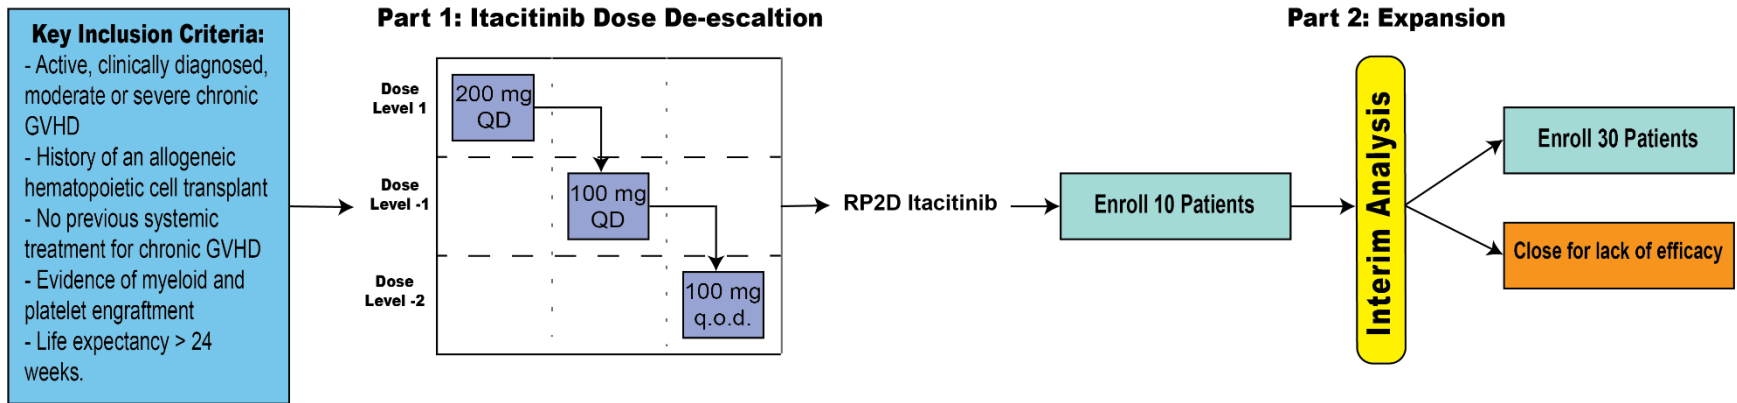 Key Inclusion Criteria:
- Active, clinically diagnosed,
moderate or severe chronic
GVHD
- History of an allogeneic
hematopoietic cell transplant
- No previous systemic
treatment for chronic GVHD
- Evidence of myeloid and
platelet engraftment
- Life expectancy > 24
weeks.
Part 1: Itacitinib Dose De-escaltion
Dose
Level 1
200 mg
QD
Dose
Level -1
100 mg
QD
Dose
Level -2
100 mg
q.o.d.
RP2D Itacitinib
Part 2: Expansion
Enroll 10 Patients
Interim Analysis
Enroll 30 Patients
Close for lack of efficacy